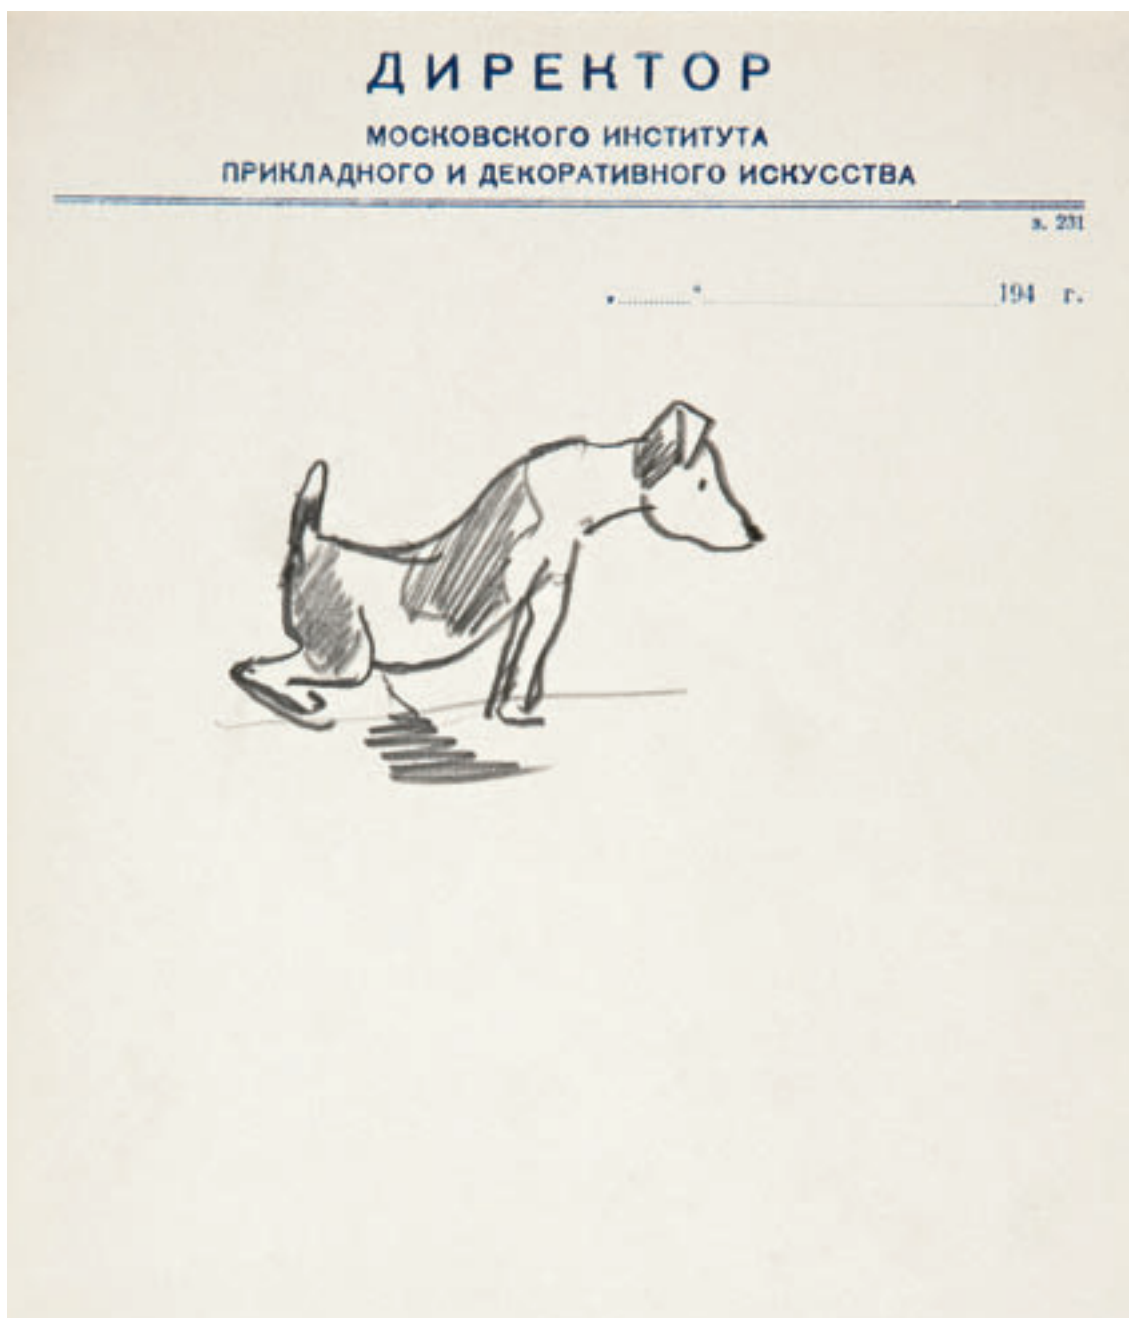 ДИРЕКТОР
МОСКОВСКОГО ИНСТИТУТА
ПРИКЛАДНОГО И ДЕКОРАТИВНОГО ИСКУССТВА
з. 231
„ “ 194 г.